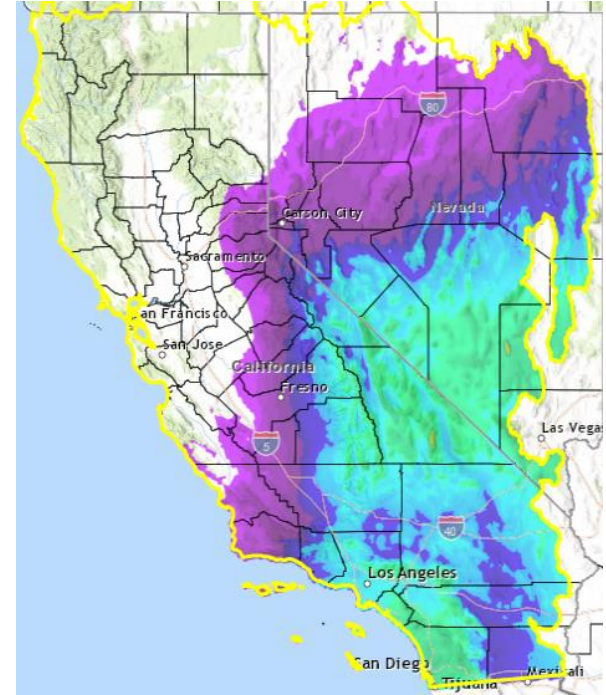 80
Carson City
Nevada
Sacramento
an Francisco
San Jose
California
Fresno
5
Las Vegas
40
Los Angeles
San Diego
Tijuana
Mexicali